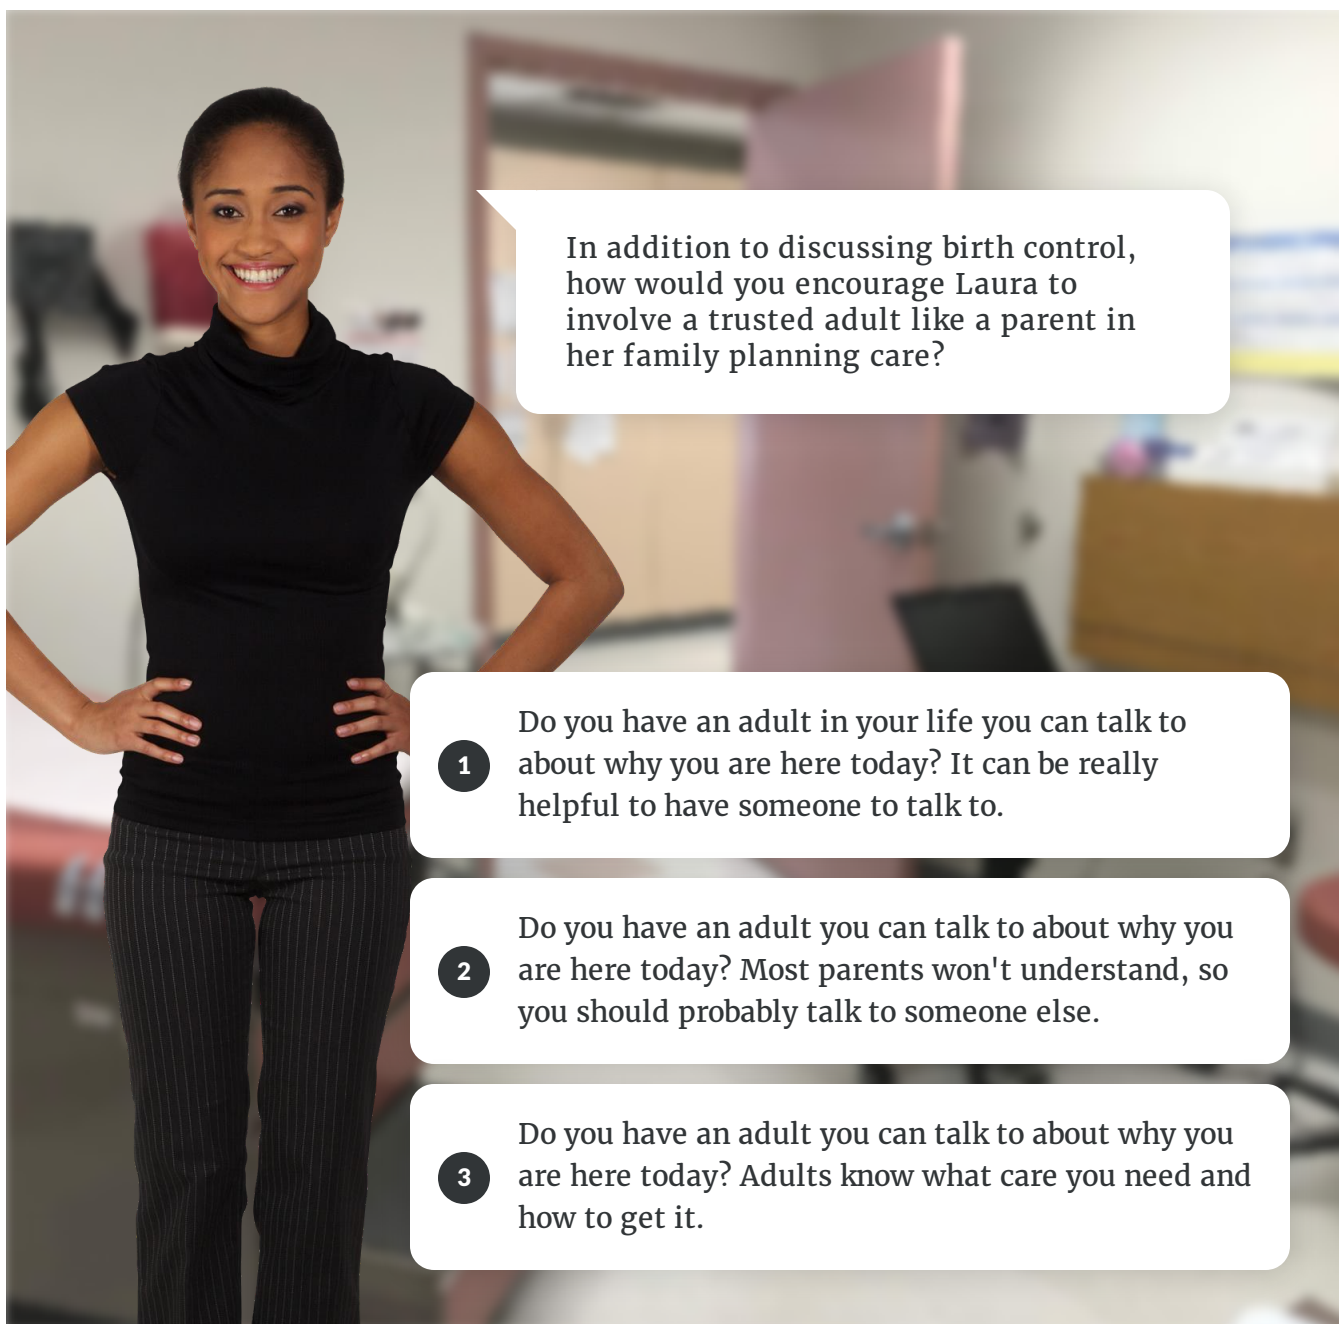 In addition to discussing birth control,
how would you encourage Laura to
involve a trusted adult like a parent in
her family planning care?
1
Do you have an adult in your life you can talk to
about why you are here today? It can be really
helpful to have someone to talk to.
2
Do you have an adult you can talk to about why you
are here today? Most parents won't understand, so
you should probably talk to someone else.
3
Do you have an adult you can talk to about why you
are here today? Adults know what care you need and
how to get it.